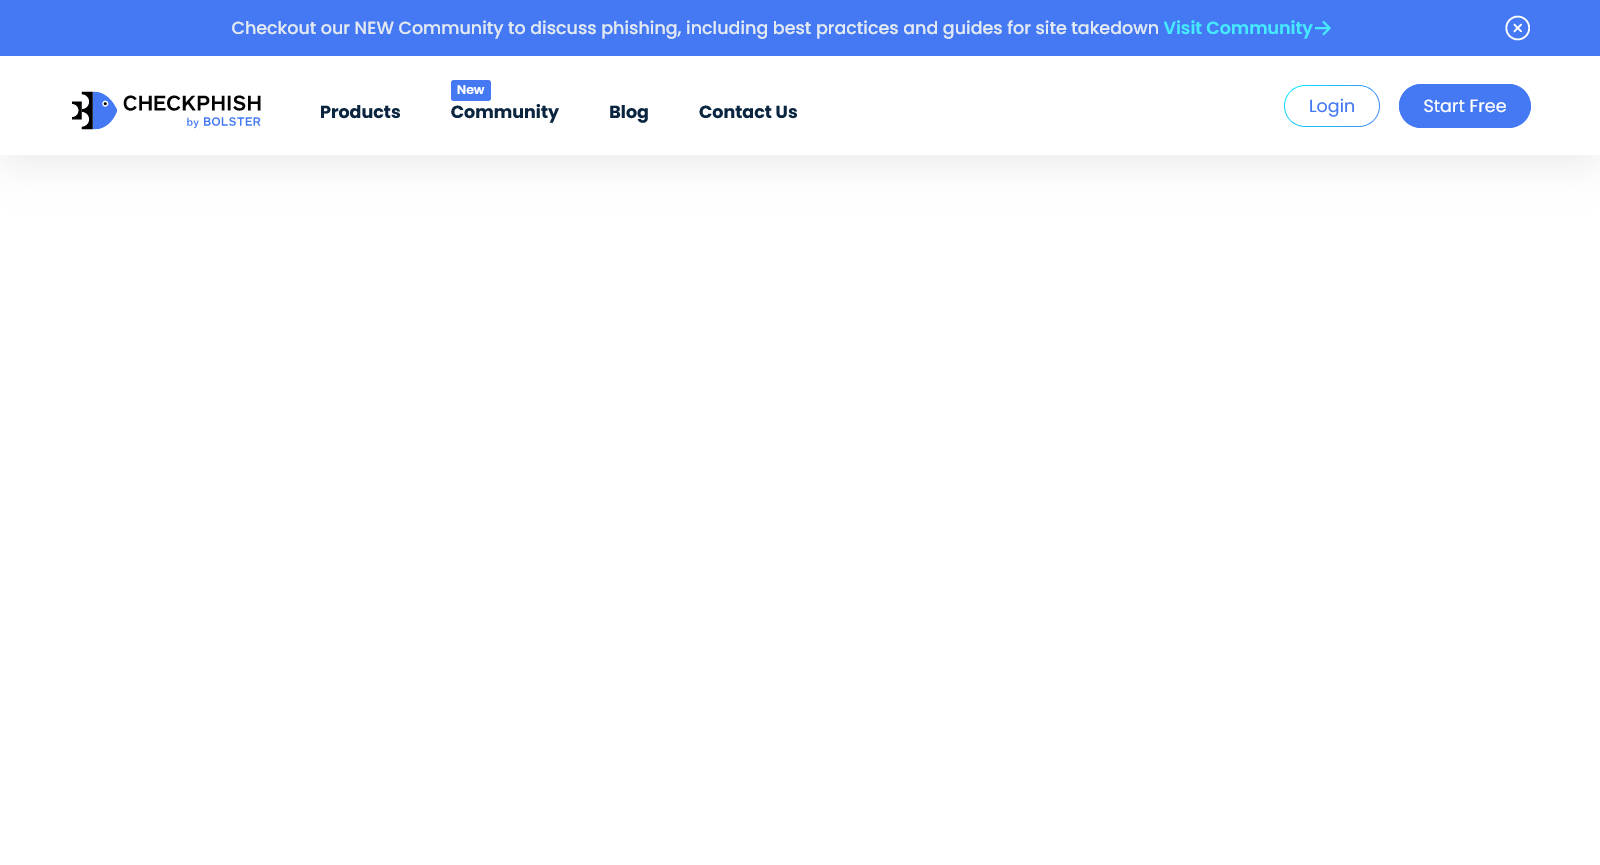 Checkout our NEW Community to discuss phishing, including best practices and guides for site takedown Visit Community→
CHECKPHISH
by BOLSTER
Products
New
Community
Blog
Contact Us
Login
Start Free